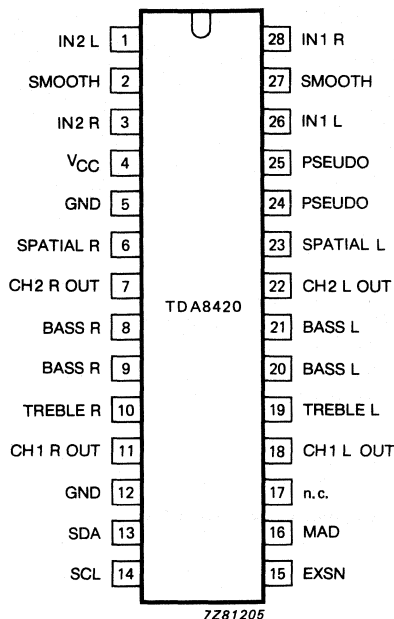 IN2 L 1 28 IN1 R
SMOOTH 2 27 SMOOTH
IN2 R 3 26 IN1 L
VCC 4 25 PSEUDO
GND 5 24 PSEUDO
SPATIAL R 6 23 SPATIAL L
CH2 R OUT 7 22 CH2 L OUT
TDA8420
BASS R 8 21 BASS L
BASS R 9 20 BASS L
TREBLE R 10 19 TREBLE L
CH1 R OUT 11 18 CH1 L OUT
GND 12 17 n.c.
SDA 13 16 MAD
SCL 14 15 EXSN
7Z81205